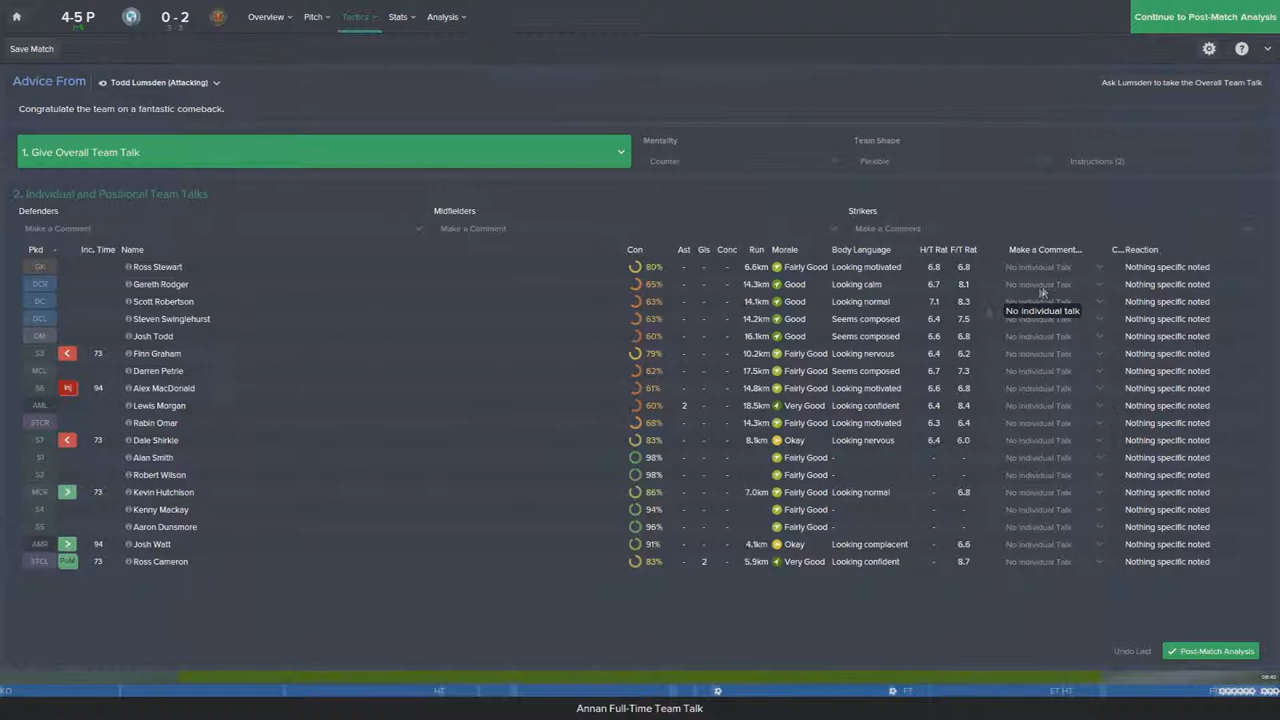 4-5 P 0 - 2 Overview Pitch Tactics Stats Analysis Continue to Post-Match Analysis
3 - 3
Save Match
Advice From Todd Lumsden (Attacking) Ask Lumsden to take the Overall Team Talk
Congratulate the team on a fantastic comeback.
Mentality Team Shape
1. Give Overall Team Talk
Counter Flexible Instructions (2)
2. Individual and Positional Team Talks
Defenders Midfielders Strikers
Make a Comment Make a Comment Make a Comment
Pkd Inc. Time Name Con Ast Gls Conc Run Morale Body Language H/T Rat F/T Rat Make a Comment... C... Reaction
GK Ross Stewart 80% - - - 6.6km Fairly Good Looking motivated 6.8 6.8 No Individual Talk Nothing specific noted
DCR Gareth Rodger 65% - - - 14.3km Good Looking calm 6.7 8.1 No Individual Talk Nothing specific noted
DC Scott Robertson 63% - - - 14.1km Good Looking normal 7.1 8.3 No Individual Talk Nothing specific noted
DCL Steven Swinglehurst 63% - - - 14.2km Good Seems composed 6.4 7.5 No individual talk Nothing specific noted
DM Josh Todd 60% - - - 16.1km Good Seems composed 6.6 6.8 No Individual Talk Nothing specific noted
S3 73 Finn Graham 79% - - - 10.2km Fairly Good Looking nervous 6.4 6.2 No Individual Talk Nothing specific noted
MCL Darren Petrie 62% - - - 17.5km Fairly Good Seems composed 6.7 7.3 No Individual Talk Nothing specific noted
S6 Inj 94 Alex MacDonald 61% - - - 14.8km Fairly Good Looking motivated 6.6 6.8 No Individual Talk Nothing specific noted
AML Lewis Morgan 60% 2 - - 18.5km Very Good Looking confident 6.4 8.4 No Individual Talk Nothing specific noted
STCR Rabin Omar 68% - - - 14.3km Fairly Good Looking motivated 6.3 6.4 No Individual Talk Nothing specific noted
S7 73 Dale Shirkie 83% - - - 8.1km Okay Looking nervous 6.4 6.0 No Individual Talk Nothing specific noted
S1 Alan Smith 98% - - - Fairly Good - - - No Individual Talk Nothing specific noted
S2 Robert Wilson 98% - - - Fairly Good - - - No Individual Talk Nothing specific noted
MCR 73 Kevin Hutchison 86% - - - 7.0km Fairly Good Looking normal - 6.8 No Individual Talk Nothing specific noted
S4 Kenny Mackay 94% - - - Fairly Good - - - No Individual Talk Nothing specific noted
S5 Aaron Dunsmore 96% - - - Fairly Good - - - No Individual Talk Nothing specific noted
AMR 94 Josh Watt 91% - - - 4.1km Okay Looking complacent - 6.6 No Individual Talk Nothing specific noted
STCL PoM 73 Ross Cameron 83% - 2 - 5.9km Very Good Looking confident - 8.7 No Individual Talk Nothing specific noted
Undo Last Post-Match Analysis
KO HT FT ET HT
Annan Full-Time Team Talk